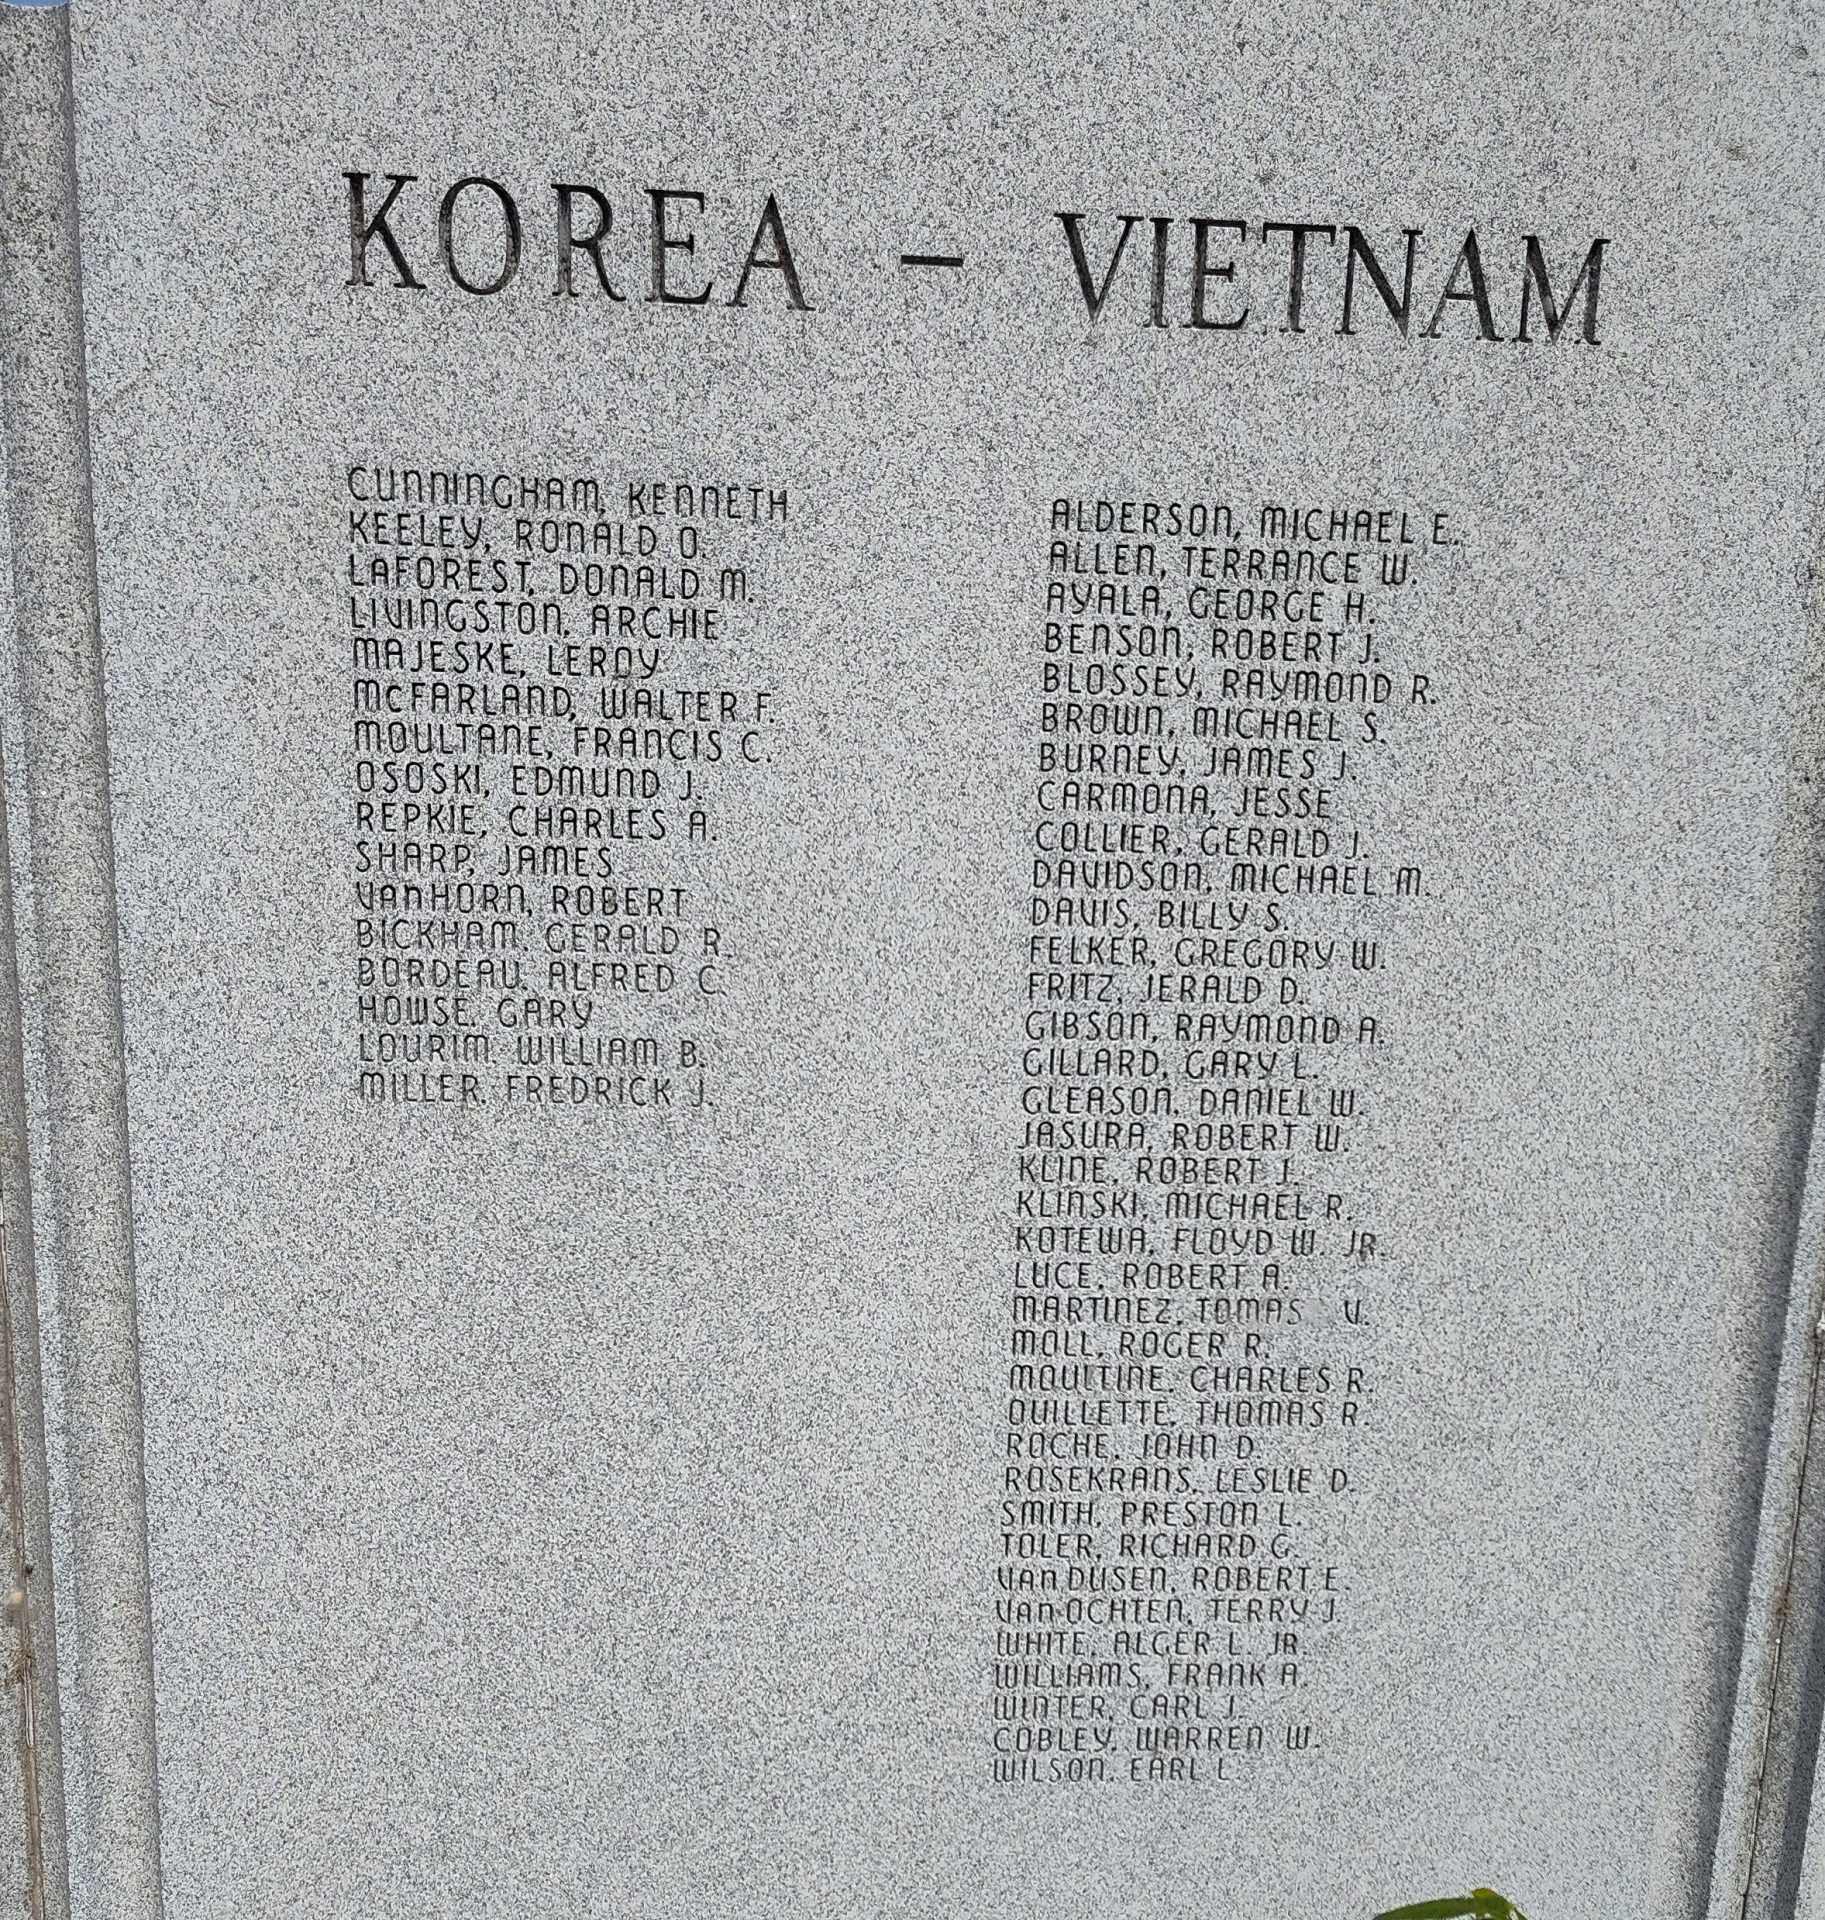 KOREA - VIETNAM
CUNNINGHAM, KENNETH
KEELEY, RONALD O.
LAFOREST, DONALD M.
LIVINGSTON, ARCHIE
MAJESKE, LEROY
McFARLAND, WALTER F.
MOULTANE, FRANCIS C.
OSOSKI, EDMUND J.
REPKIE, CHARLES A.
SHARP, JAMES
VanHORN, ROBERT
BICKHAM, GERALD R.
BORDEAU, ALFRED C.
HOWSE, GARY
LOURIM, WILLIAM B.
MILLER, FREDRICK J.
ALDERSON, MICHAEL E.
ALLEN, TERRANCE W.
AYALA, GEORGE H.
BENSON, ROBERT J.
BLOSSEY, RAYMOND R.
BROWN, MICHAEL S.
BURNEY, JAMES J.
CARMONA, JESSE
COLLIER, GERALD J.
DAVIDSON, MICHAEL M.
DAVIS, BILLY S.
FELKER, GREGORY W.
FRITZ, JERALD D.
GIBSON, RAYMOND A.
GILLARD, GARY L.
GLEASON, DANIEL W.
JASURA, ROBERT W.
KLINE, ROBERT J.
KLINSKI, MICHAEL R.
KOTEWA, FLOYD W. JR.
LUCE, ROBERT A.
MARTINEZ, TOMAS V.
MOLL, ROGER R.
MOULTINE, CHARLES R.
OUILLETTE, THOMAS R.
ROCHE, JOHN D.
ROSEKRANS, LESLIE D.
SMITH, PRESTON L.
TOLER, RICHARD G.
VanDUSEN, ROBERT E.
VanOCHTEN, TERRY J.
WHITE, ALGER L. JR.
WILLIAMS, FRANK A.
WINTER, CARL J.
COBLEY, WARREN W.
WILSON, EARL L.